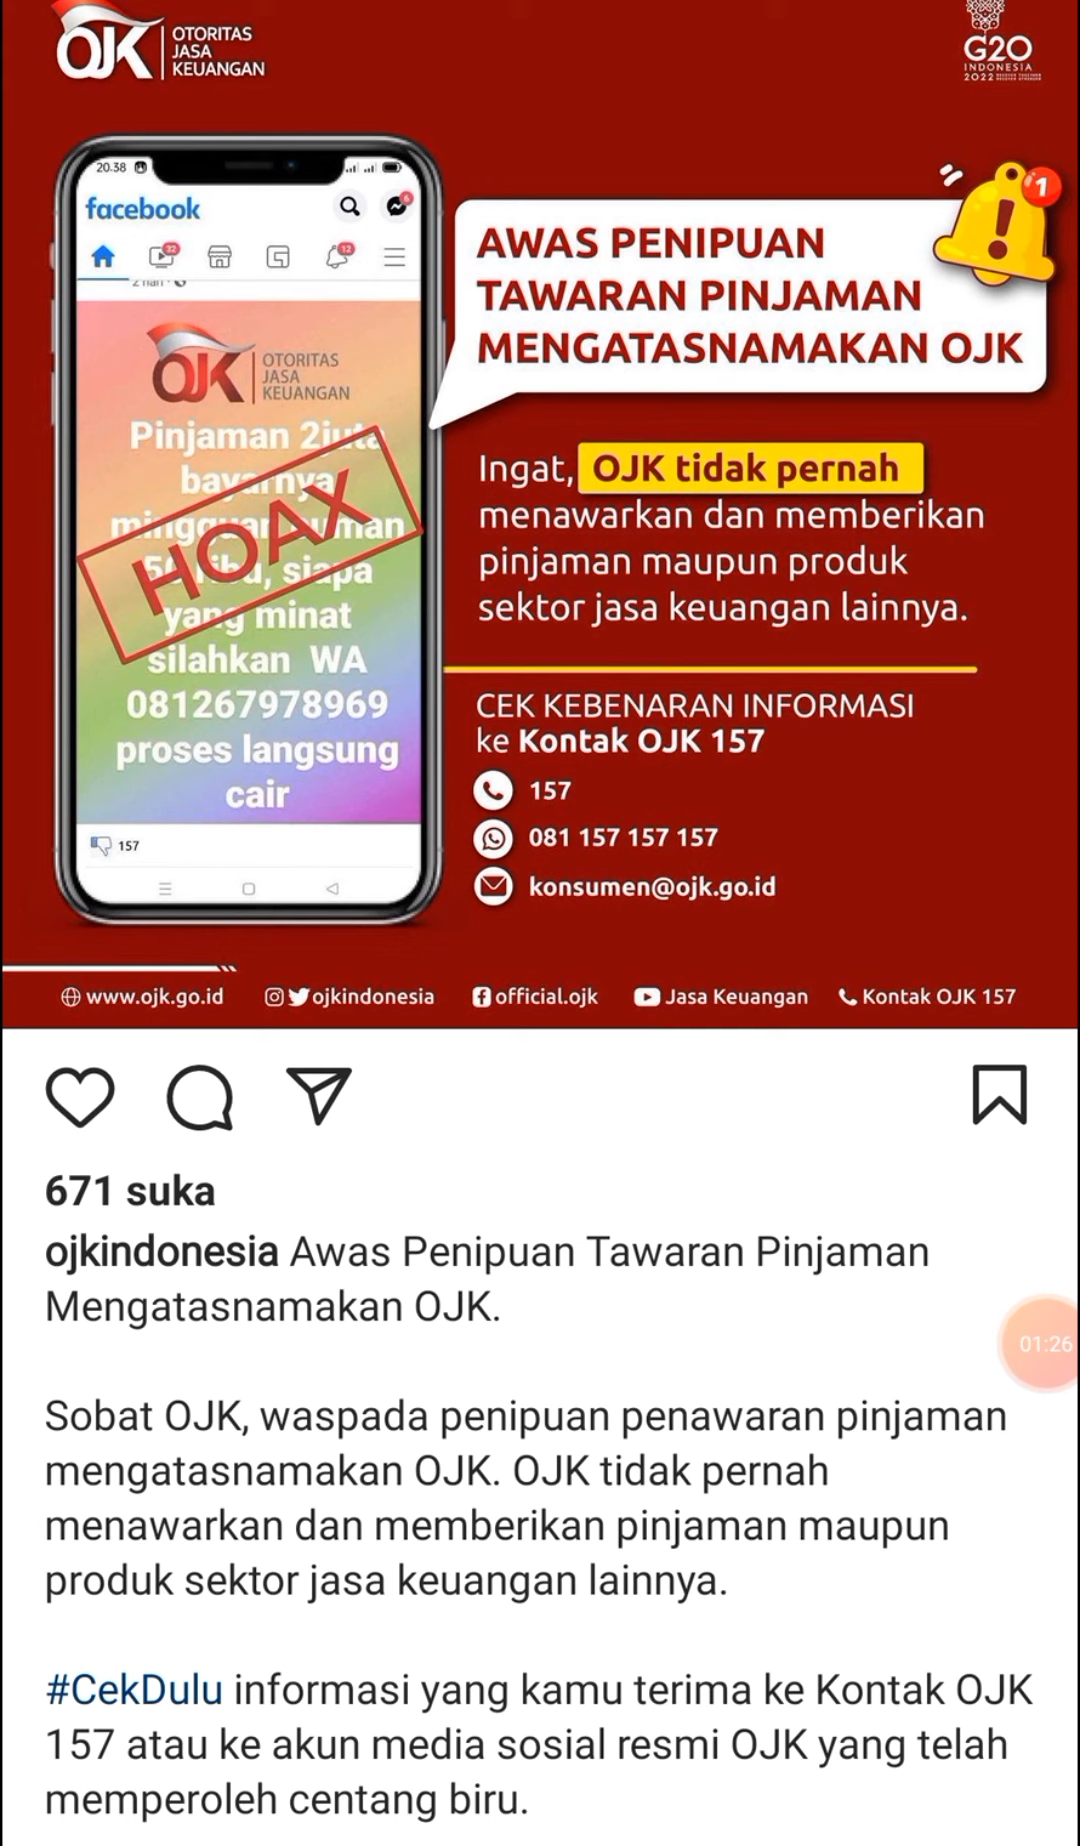 OJK
OTORITAS
JASA
KEUANGAN
G20
INDONESIA
2022
20.38
facebook
6
32
12
OJK
OTORITAS
JASA
KEUANGAN
Pinjaman 2juta
bayarnya
siapa
yang minat
silahkan WA
081267978969
proses langsung
cair
HOAX
157
1
AWAS PENIPUAN
TAWARAN PINJAMAN
MENGATASNAMAKAN OJK
Ingat, OJK tidak pernah
menawarkan dan memberikan
pinjaman maupun produk
sektor jasa keuangan lainnya.
CEK KEBENARAN INFORMASI
ke Kontak OJK 157
157
081 157 157 157
konsumen@ojk.go.id
www.ojk.go.id ojkindonesia official.ojk Jasa Keuangan Kontak OJK 157
671 suka
ojkindonesia Awas Penipuan Tawaran Pinjaman
Mengatasnamakan OJK.
01:26
Sobat OJK, waspada penipuan penawaran pinjaman
mengatasnamakan OJK. OJK tidak pernah
menawarkan dan memberikan pinjaman maupun
produk sektor jasa keuangan lainnya.
#CekDulu informasi yang kamu terima ke Kontak OJK
157 atau ke akun media sosial resmi OJK yang telah
memperoleh centang biru.